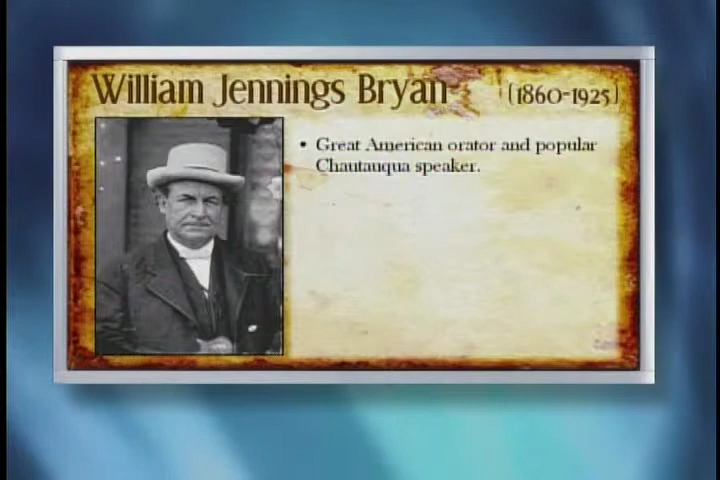 William Jennings Bryan (1860-1925)
• Great American orator and popular
Chautauqua speaker.